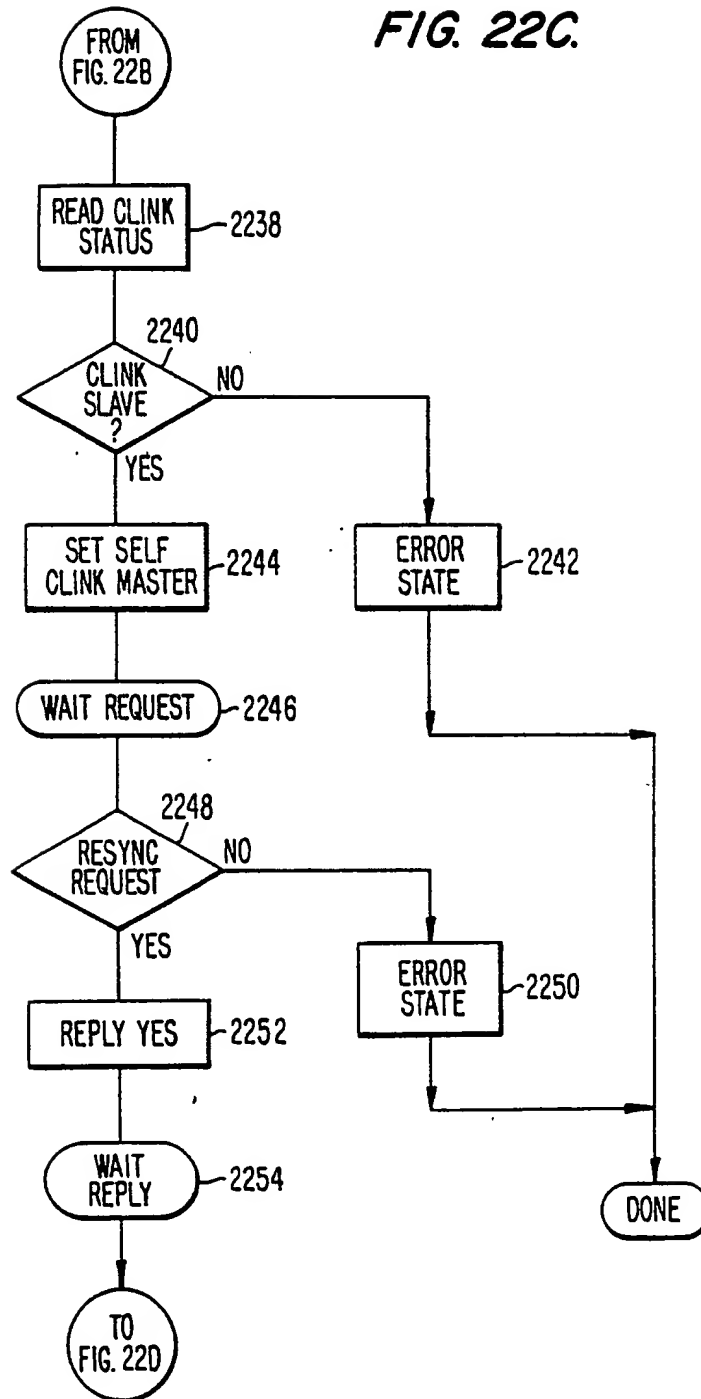 FIG. 22C.
FROM
FIG. 22B
READ CLINK
STATUS
2238
2240
CLINK
SLAVE
?
NO
YES
SET SELF
CLINK MASTER
2244
ERROR
STATE
2242
WAIT REQUEST
2246
2248
RESYNC
REQUEST
NO
YES
ERROR
STATE
2250
REPLY YES
2252
WAIT
REPLY
2254
DONE
TO
FIG. 22D